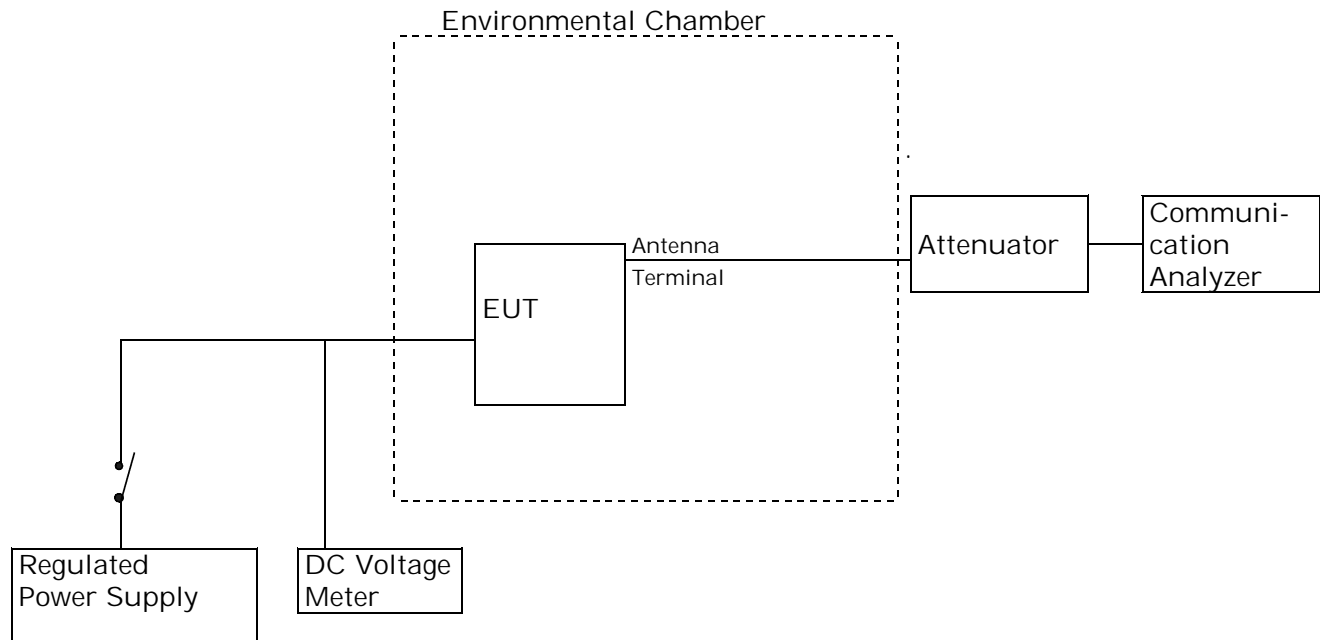 Environmental Chamber
Antenna
Terminal
EUT
Attenuator
Communi-
cation
Analyzer
Regulated
Power Supply
DC Voltage
Meter